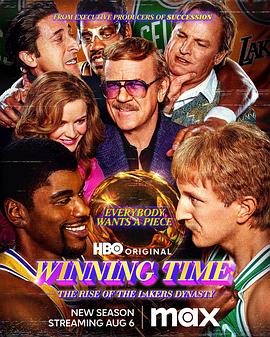 FROM EXECUTIVE PRODUCERS OF SUCCESSION
EVERYBODY
WANTS A PIECE
HBO ORIGINAL
WINNING TIME
THE RISE OF THE LAKERS DYNASTY
NEW SEASON
STREAMING AUG 6
max